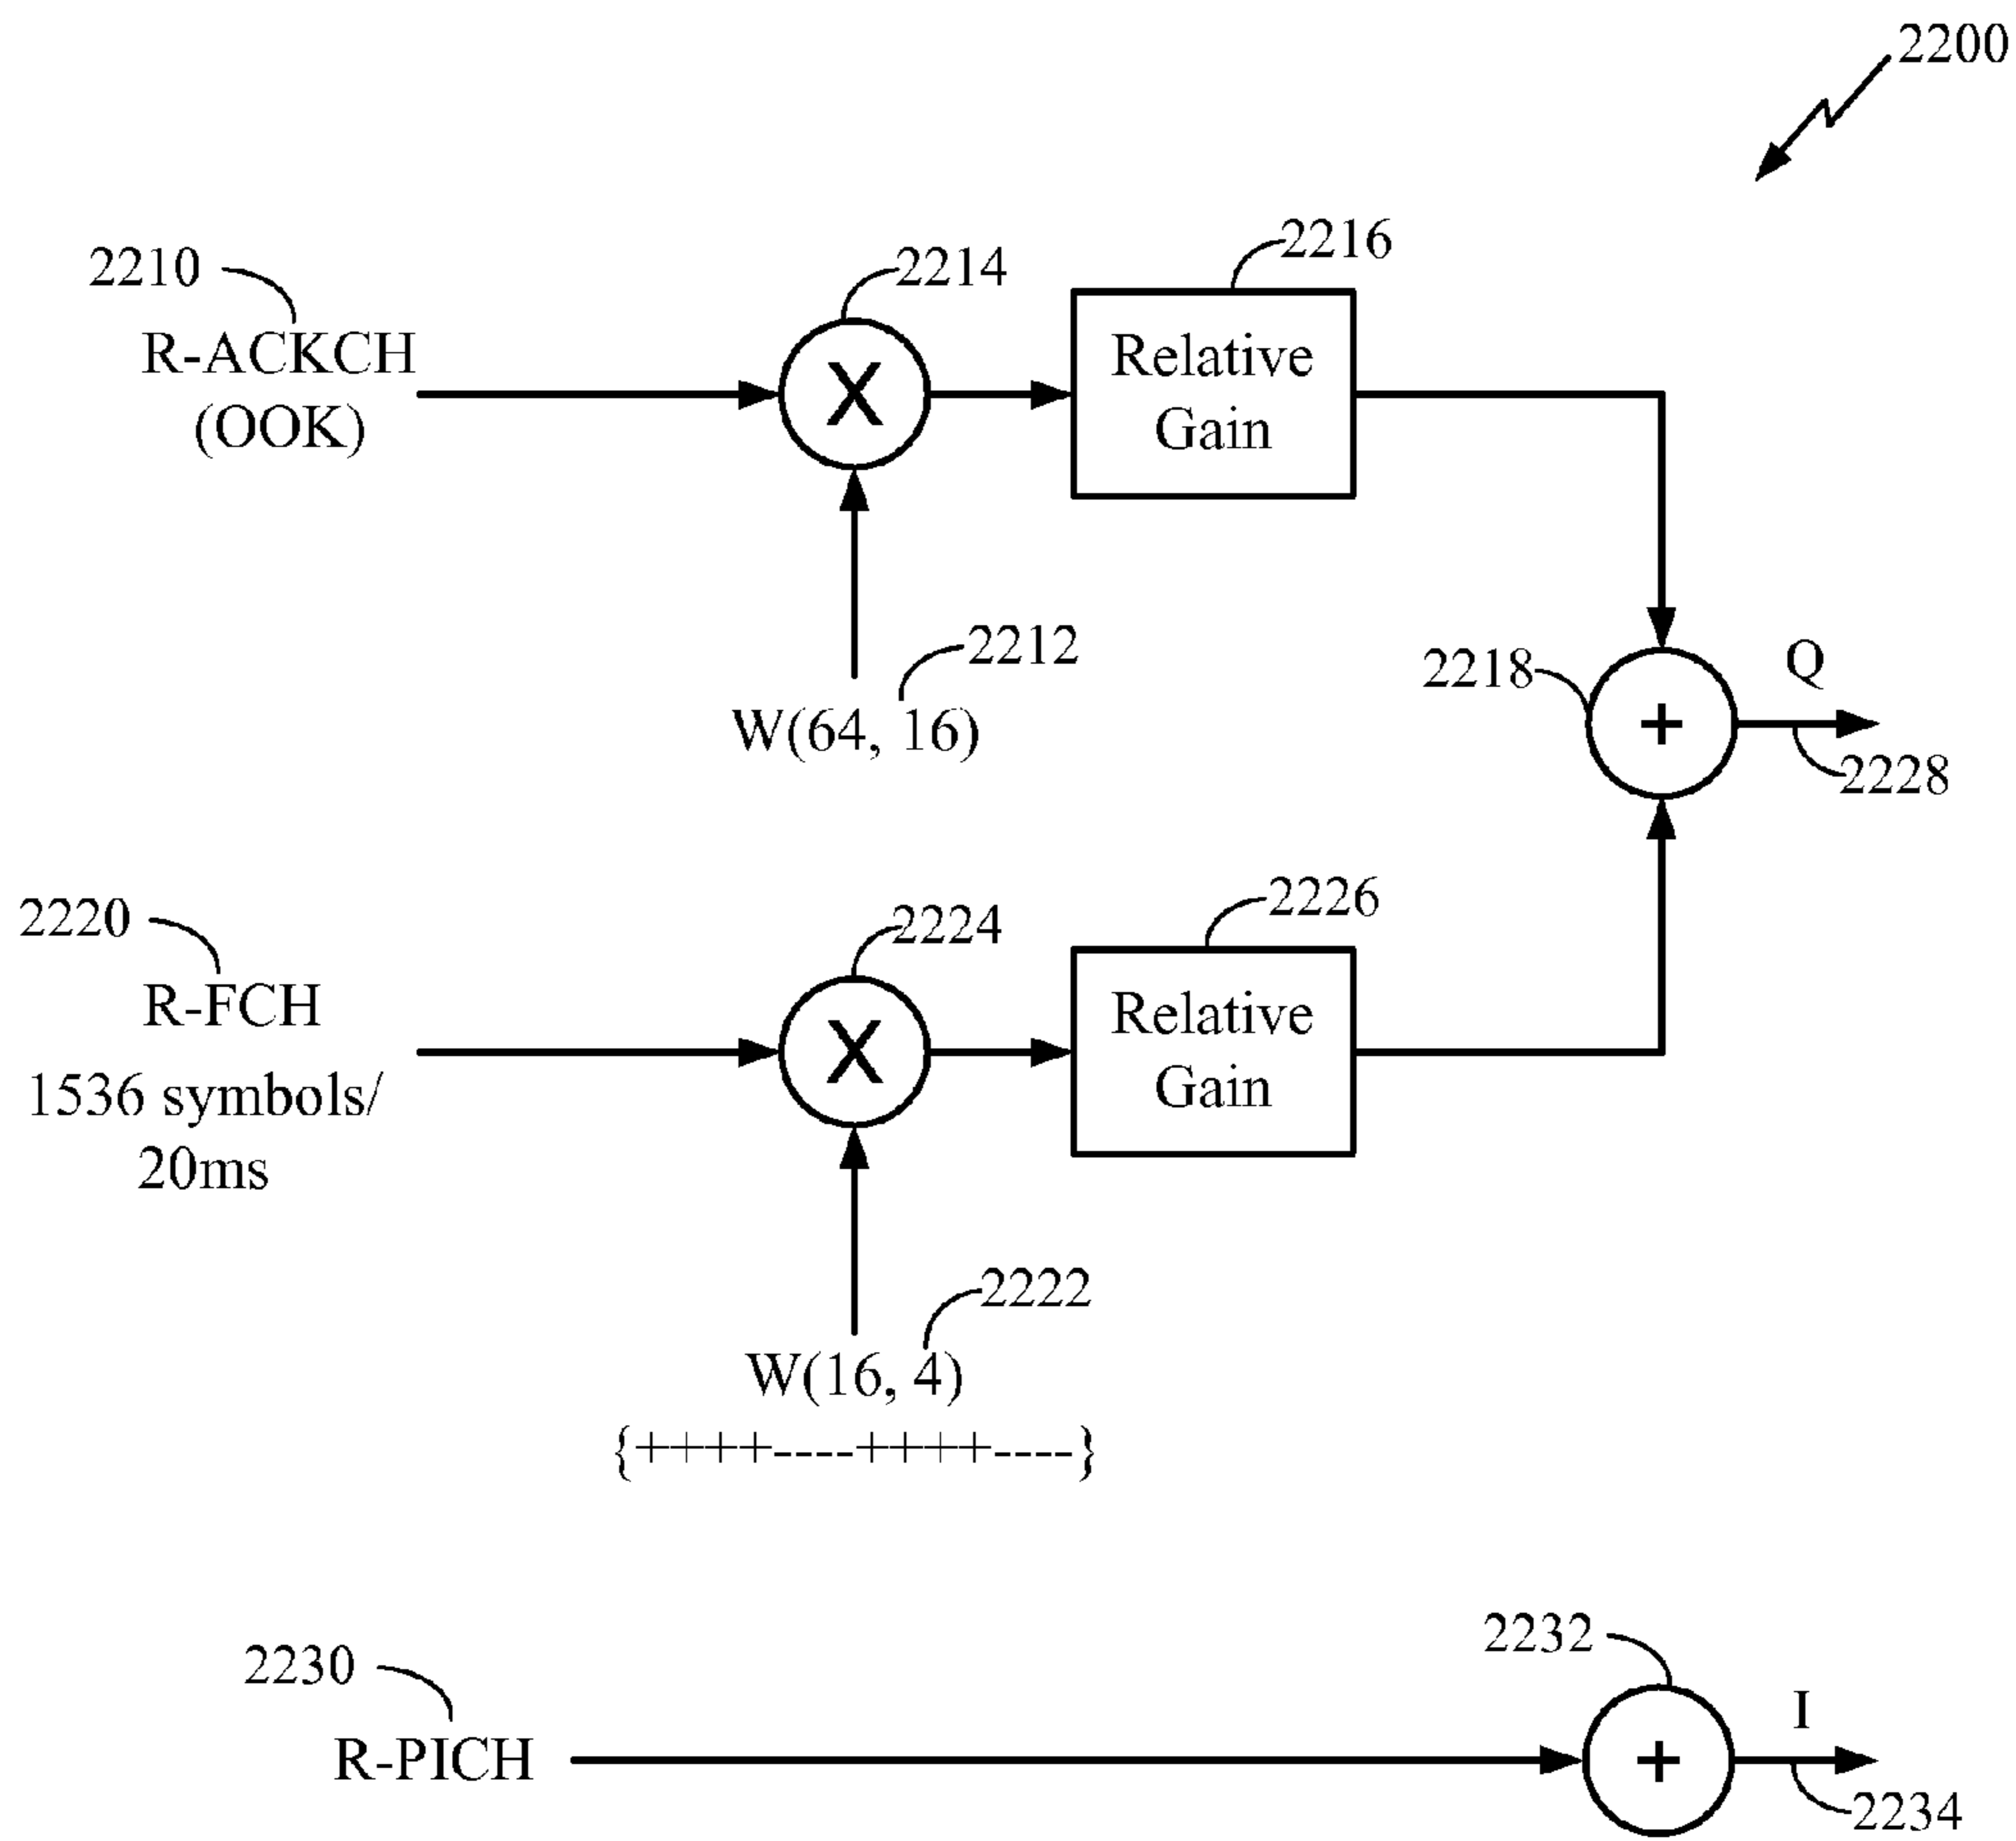 2200
2210
R-ACKCH
(OOK)
2214
X
2216
Relative
Gain
2212
W(64, 16)
2218
+
Q
2228
2220
R-FCH
1536 symbols/
20ms
2224
X
2226
Relative
Gain
2222
W(16, 4)
{++++----++++----}
2230
R-PICH
2232
+
I
2234